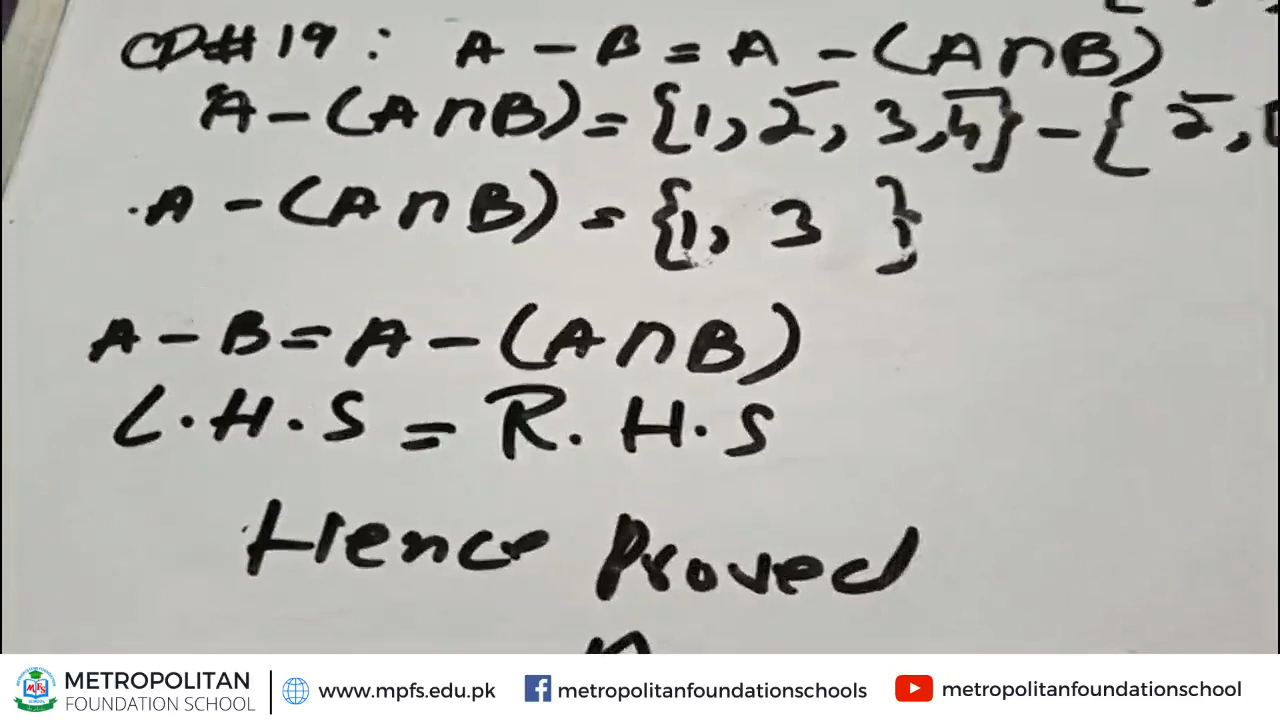 CD# 19 : A - B = A - (A∩B)
A - (A∩B) = {1, 2, 3, 4} - { 2,
. A - (A∩B) = {1, 3 }
A - B = A - (A∩B)
L.H.S = R.H.S
Hence Proved
METROPOLITAN
FOUNDATION SCHOOL
www.mpfs.edu.pk
metropolitanfoundationschools
metropolitanfoundationschool